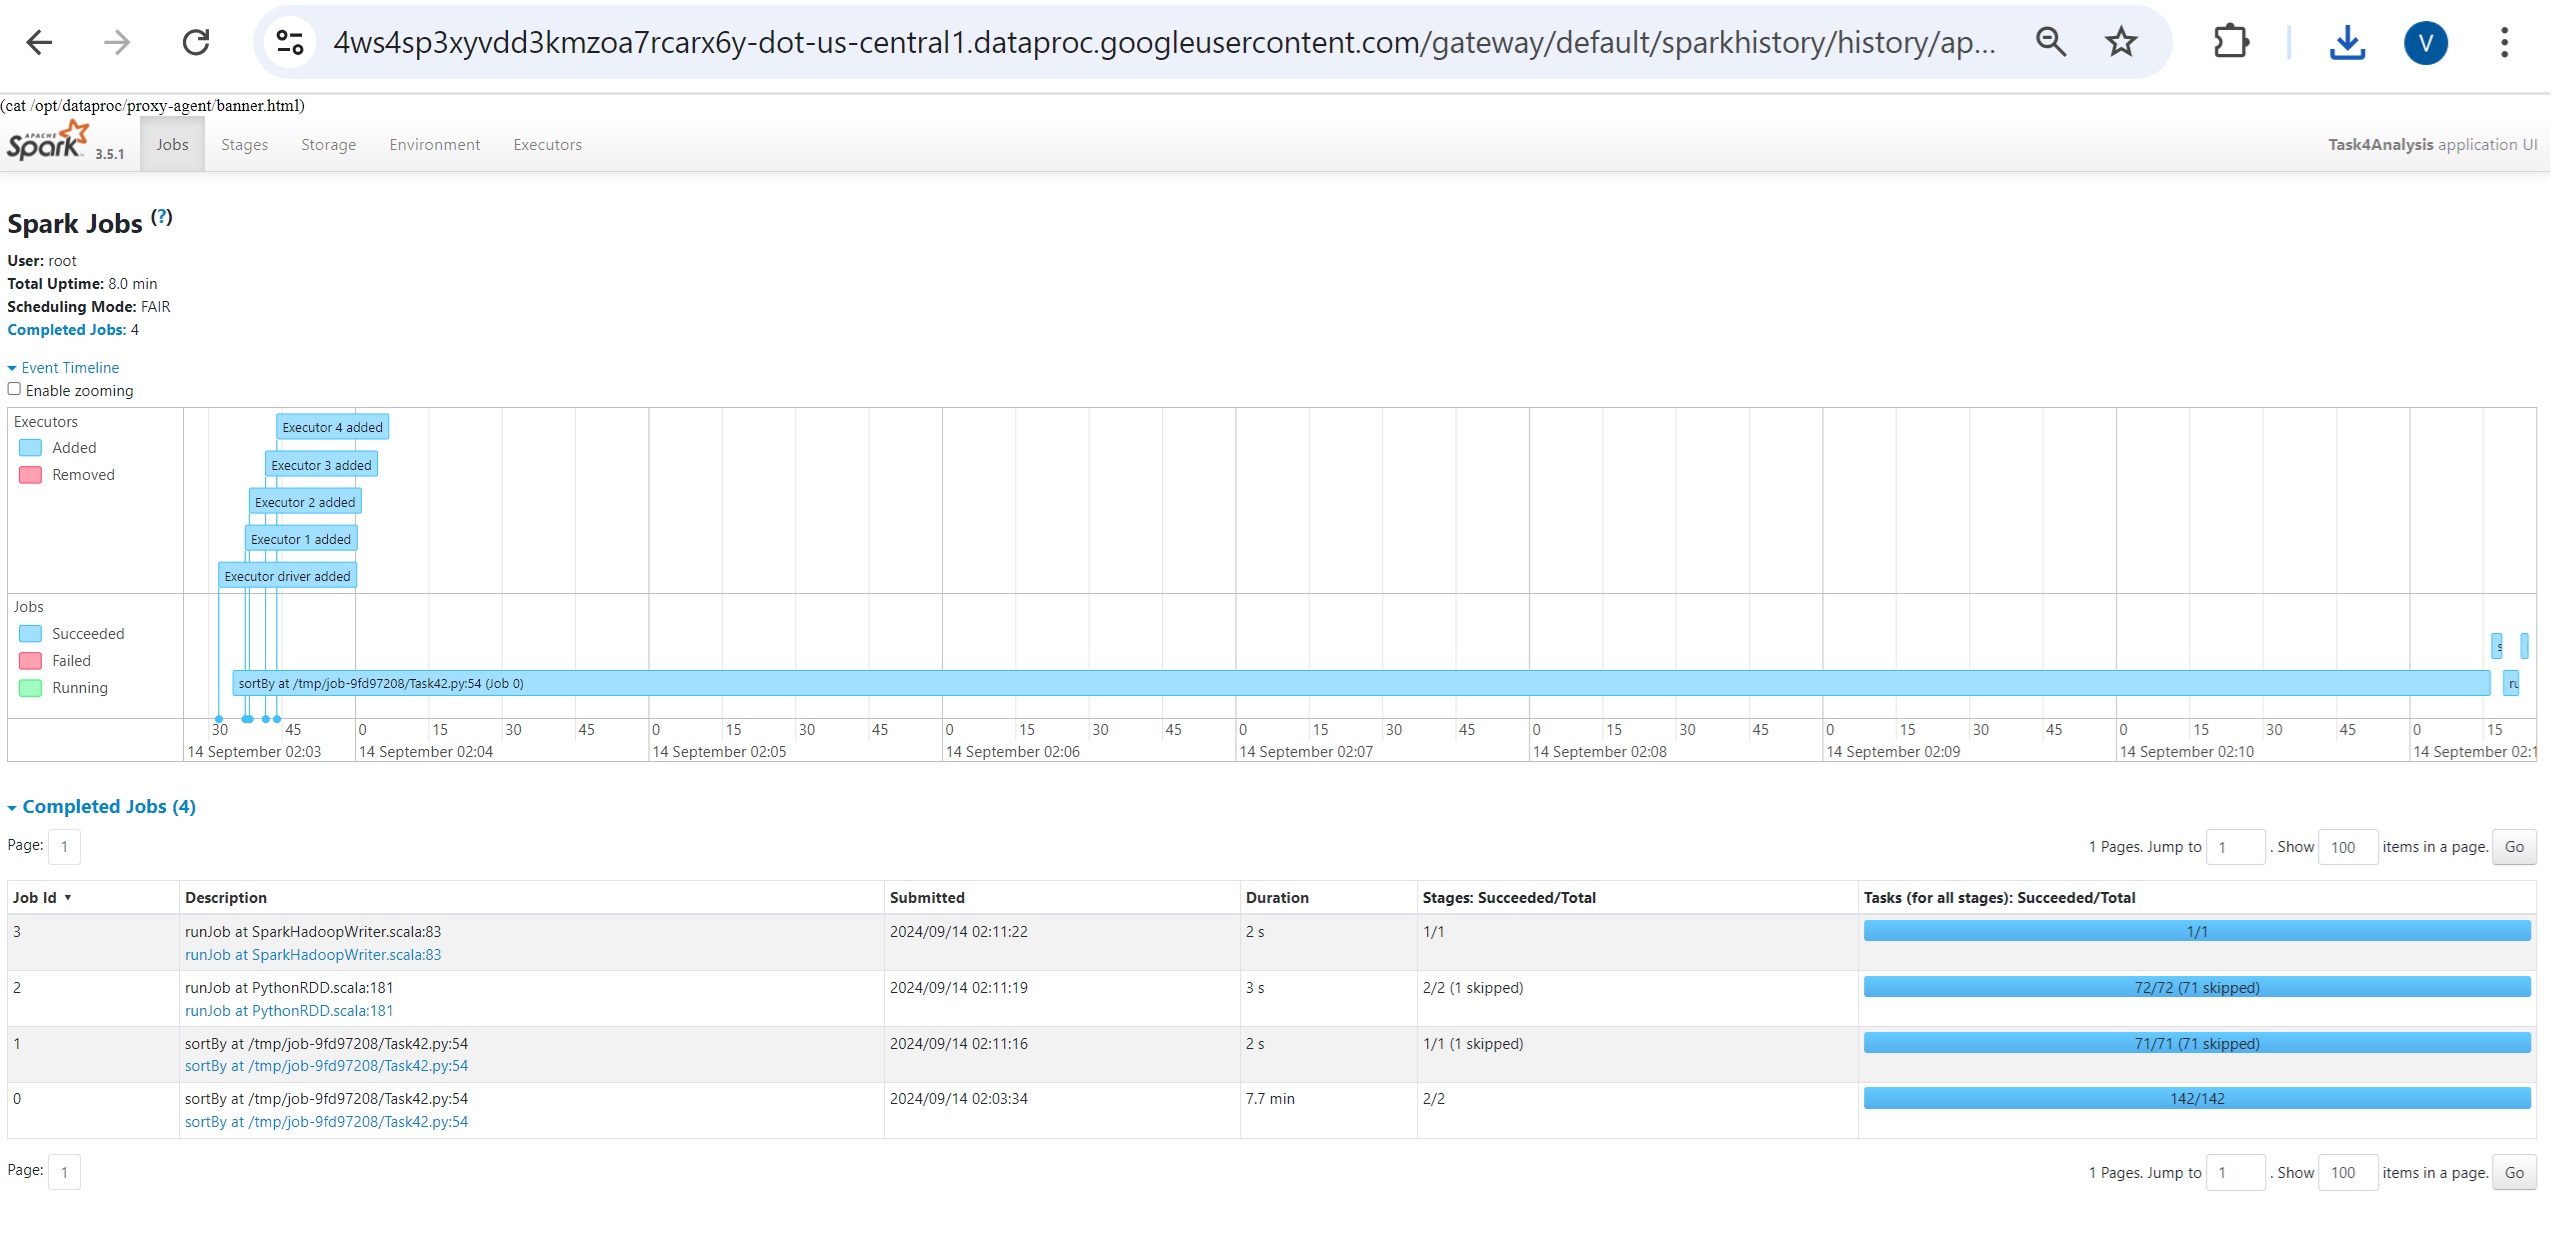 4ws4sp3xyvdd3kmzoa7rcarx6y-dot-us-central1.dataproc.googleusercontent.com/gateway/default/sparkhistory/history/ap...
V
(cat /opt/dataproc/proxy-agent/banner.html)
APACHE Spark 3.5.1 Jobs Stages Storage Environment Executors Task4Analysis application UI
Spark Jobs (?)
User: root
Total Uptime: 8.0 min
Scheduling Mode: FAIR
Completed Jobs: 4
Event Timeline
Enable zooming
Executors
Added
Removed
Executor 4 added
Executor 3 added
Executor 2 added
Executor 1 added
Executor driver added
Jobs
Succeeded
Failed
Running
s
sortBy at /tmp/job-9fd97208/Task42.py:54 (Job 0) ru
30 45 0 15 30 45 0 15 30 45 0 15 30 45 0 15 30 45 0 15 30 45 0 15 30 45 0 15 30 45 0 15
14 September 02:03 14 September 02:04 14 September 02:05 14 September 02:06 14 September 02:07 14 September 02:08 14 September 02:09 14 September 02:10 14 September 02:1
Completed Jobs (4)
Page: 1 1 Pages. Jump to 1 . Show 100 items in a page. Go
Job Id Description Submitted Duration Stages: Succeeded/Total Tasks (for all stages): Succeeded/Total
3 runJob at SparkHadoopWriter.scala:83 2024/09/14 02:11:22 2 s 1/1 1/1
runJob at SparkHadoopWriter.scala:83
2 runJob at PythonRDD.scala:181 2024/09/14 02:11:19 3 s 2/2 (1 skipped) 72/72 (71 skipped)
runJob at PythonRDD.scala:181
1 sortBy at /tmp/job-9fd97208/Task42.py:54 2024/09/14 02:11:16 2 s 1/1 (1 skipped) 71/71 (71 skipped)
sortBy at /tmp/job-9fd97208/Task42.py:54
0 sortBy at /tmp/job-9fd97208/Task42.py:54 2024/09/14 02:03:34 7.7 min 2/2 142/142
sortBy at /tmp/job-9fd97208/Task42.py:54
Page: 1 1 Pages. Jump to 1 . Show 100 items in a page. Go